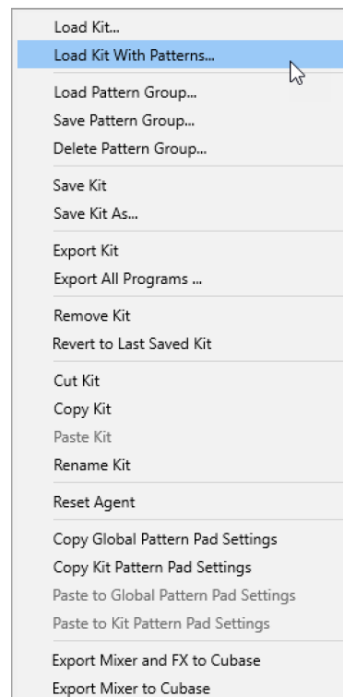 Load Kit...
Load Kit With Patterns...
Load Pattern Group...
Save Pattern Group...
Delete Pattern Group...
Save Kit
Save Kit As...
Export Kit
Export All Programs ...
Remove Kit
Revert to Last Saved Kit
Cut Kit
Copy Kit
Paste Kit
Rename Kit
Reset Agent
Copy Global Pattern Pad Settings
Copy Kit Pattern Pad Settings
Paste to Global Pattern Pad Settings
Paste to Kit Pattern Pad Settings
Export Mixer and FX to Cubase
Export Mixer to Cubase